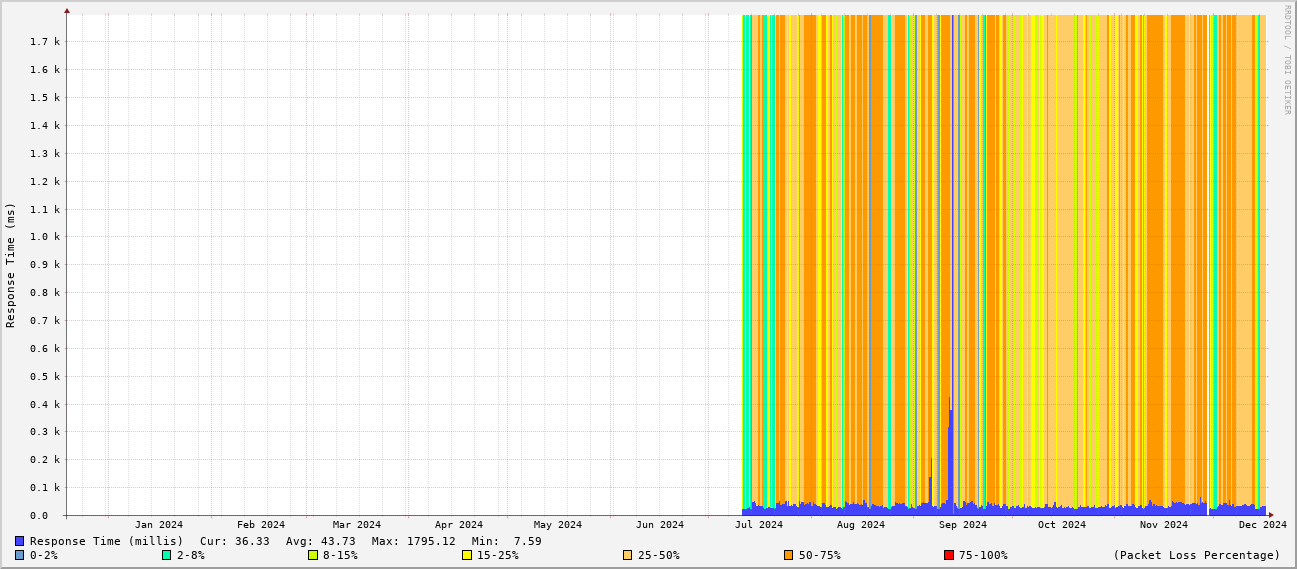 RRDTOOL / TOBI OETIKER
Response Time (ms)
1.7 k
1.6 k
1.5 k
1.4 k
1.3 k
1.2 k
1.1 k
1.0 k
0.9 k
0.8 k
0.7 k
0.6 k
0.5 k
0.4 k
0.3 k
0.2 k
0.1 k
0.0
Jan 2024 Feb 2024 Mar 2024 Apr 2024 May 2024 Jun 2024 Jul 2024 Aug 2024 Sep 2024 Oct 2024 Nov 2024 Dec 2024
Response Time (millis) Cur: 36.33 Avg: 43.73 Max: 1795.12 Min: 7.59
0-2% 2-8% 8-15% 15-25% 25-50% 50-75% 75-100% (Packet Loss Percentage)